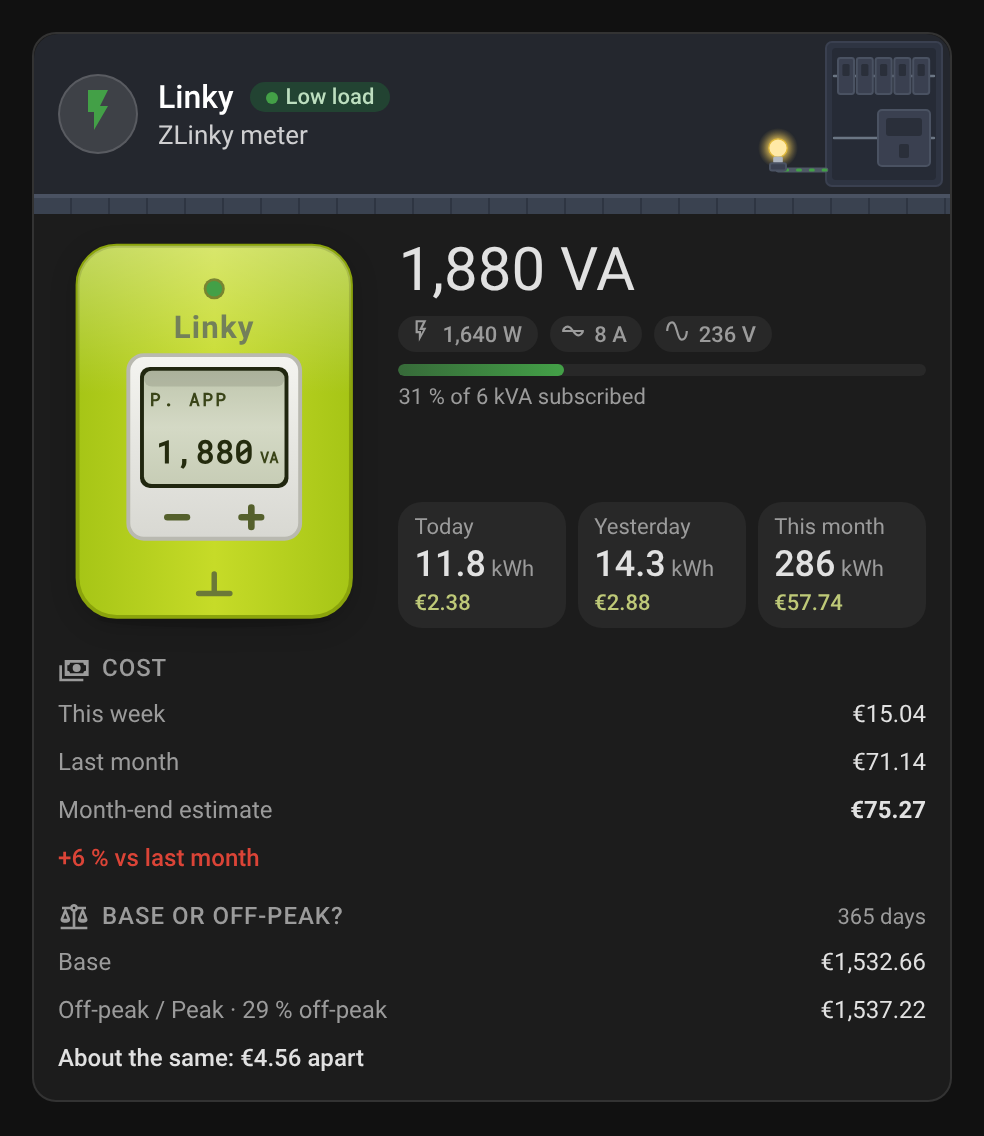 Linky
Low load
ZLinky meter
Linky
P. APP
1,880 VA
1,880 VA
1,640 W
8 A
236 V
31 % of 6 kVA subscribed
Today
11.8 kWh
€2.38
Yesterday
14.3 kWh
€2.88
This month
286 kWh
€57.74
COST
This week €15.04
Last month €71.14
Month-end estimate €75.27
+6 % vs last month
BASE OR OFF-PEAK? 365 days
Base €1,532.66
Off-peak / Peak · 29 % off-peak €1,537.22
About the same: €4.56 apart